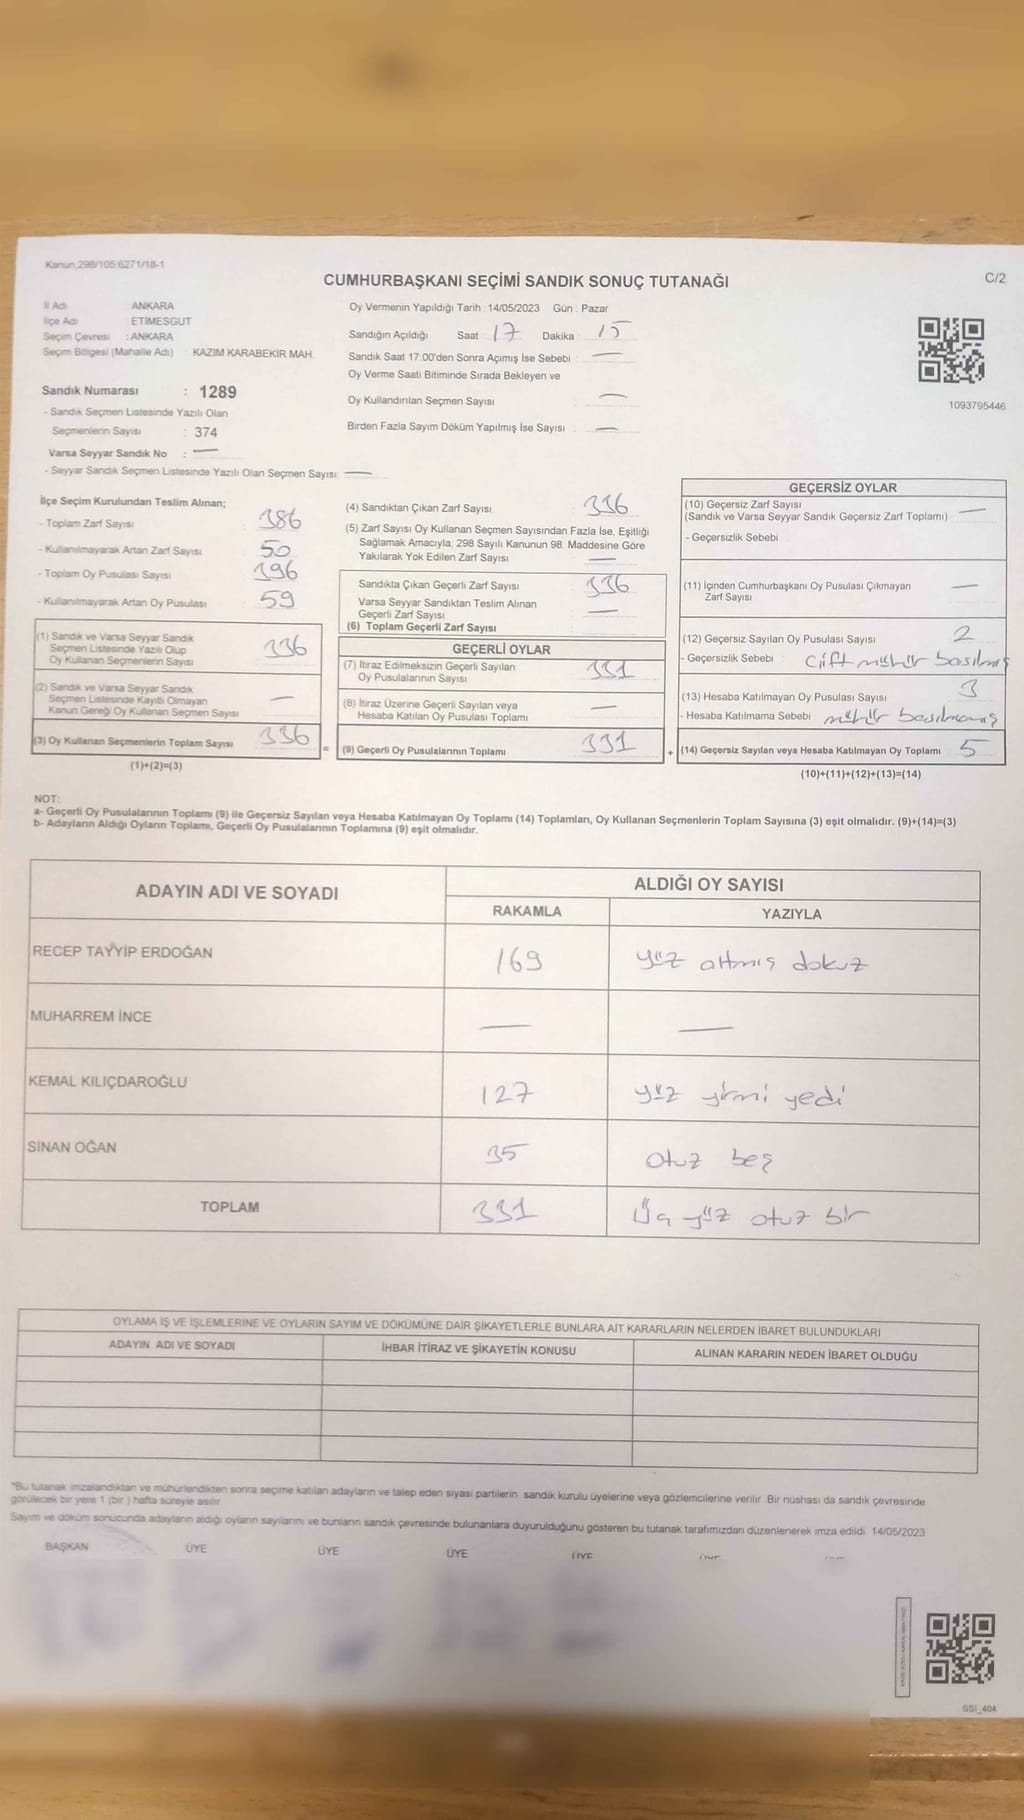 Kanun:298/105;6271/18-1
CUMHURBAŞKANI SEÇİMİ SANDIK SONUÇ TUTANAĞI
C/2
İl Adı ANKARA
İlçe Adı ETİMESGUT
Seçim Çevresi : ANKARA
Seçim Bölgesi (Mahalle Adı) : KAZIM KARABEKİR MAH.
Oy Vermenin Yapıldığı Tarih : 14/05/2023 Gün : Pazar
Sandığın Açıldığı Saat 17 Dakika 15
Sandık Saat 17:00'den Sonra Açımış İse Sebebi : —
Oy Verme Saati Bitiminde Sırada Bekleyen ve
Oy Kullandırılan Seçmen Sayısı : —
Birden Fazla Sayım Döküm Yapılmış İse Sayısı : —
1093795446
Sandık Numarası : 1289
- Sandık Seçmen Listesinde Yazılı Olan
Seçmenlerin Sayısı : 374
Varsa Seyyar Sandık No : —
- Seyyar Sandık Seçmen Listesinde Yazılı Olan Seçmen Sayısı: —
İlçe Seçim Kurulundan Teslim Alınan;
- Toplam Zarf Sayısı : 386
- Kullanılmayarak Artan Zarf Sayısı : 50
- Toplam Oy Pusulası Sayısı : 396
- Kullanılmayarak Artan Oy Pusulası : 59
(1) Sandık ve Varsa Seyyar Sandık
Seçmen Listesinde Yazılı Olup
Oy Kullanan Seçmenlerin Sayısı : 336
(2) Sandık ve Varsa Seyyar Sandık
Seçmen Listesinde Kayıtlı Olmayan
Kanun Gereği Oy Kullanan Seçmen Sayısı : —
(3) Oy Kullanan Seçmenlerin Toplam Sayısı : 336
(1)+(2)=(3)
=
(4) Sandıktan Çıkan Zarf Sayısı : 336
(5) Zarf Sayısı Oy Kullanan Seçmen Sayısından Fazla İse, Eşitliği
Sağlamak Amacıyla, 298 Sayılı Kanunun 98. Maddesine Göre
Yakılarak Yok Edilen Zarf Sayısı : —
Sandıkta Çıkan Geçerli Zarf Sayısı : 336
Varsa Seyyar Sandıktan Teslim Alınan
Geçerli Zarf Sayısı : —
(6) Toplam Geçerli Zarf Sayısı
GEÇERLİ OYLAR
(7) İtiraz Edilmeksizin Geçerli Sayılan
Oy Pusulalarının Sayısı : 331
(8) İtiraz Üzerine Geçerli Sayılan veya
Hesaba Katılan Oy Pusulası Toplamı : —
(9) Geçerli Oy Pusulalarının Toplamı : 331
+
GEÇERSİZ OYLAR
(10) Geçersiz Zarf Sayısı
(Sandık ve Varsa Seyyar Sandık Geçersiz Zarf Toplamı) : —
- Geçersizlik Sebebi :
(11) İçinden Cumhurbaşkanı Oy Pusulası Çıkmayan
Zarf Sayısı : —
(12) Geçersiz Sayılan Oy Pusulası Sayısı : 2
- Geçersizlik Sebebi : Çift mühür basılmış
(13) Hesaba Katılmayan Oy Pusulası Sayısı : 3
- Hesaba Katılmama Sebebi : mühür basılmamış
(14) Geçersiz Sayılan veya Hesaba Katılmayan Oy Toplamı : 5
(10)+(11)+(12)+(13)=(14)
NOT:
a- Geçerli Oy Pusulalarının Toplamı (9) ile Geçersiz Sayılan veya Hesaba Katılmayan Oy Toplamı (14) Toplamları, Oy Kullanan Seçmenlerin Toplam Sayısına (3) eşit olmalıdır. (9)+(14)=(3)
b- Adayların Aldığı Oyların Toplamı, Geçerli Oy Pusulalarının Toplamına (9) eşit olmalıdır.
ADAYIN ADI VE SOYADI
ALDIĞI OY SAYISI
RAKAMLA YAZIYLA
RECEP TAYYİP ERDOĞAN 169 yüz altmış dokuz
MUHARREM İNCE — —
KEMAL KILIÇDAROĞLU 127 yüz yirmi yedi
SİNAN OĞAN 35 otuz beş
TOPLAM 331 Üç yüz otuz bir
OYLAMA İŞ VE İŞLEMLERİNE VE OYLARIN SAYIM VE DÖKÜMÜNE DAİR ŞİKAYETLERLE BUNLARA AİT KARARLARIN NELERDEN İBARET BULUNDUKLARI
ADAYIN ADI VE SOYADI İHBAR İTİRAZ VE ŞİKAYETİN KONUSU ALINAN KARARIN NEDEN İBARET OLDUĞU
"Bu tutanak imzalandıktan ve mühürlendikten sonra seçime katılan adayların ve talep eden siyasi partilerin sandık kurulu üyelerine veya gözlemcilerine verilir. Bir nüshası da sandık çevresinde
görülecek bir yere 1 (bir) hafta süreyle asılır.
Sayım ve döküm sonucunda adayların aldığı oyların sayılarını ve bunların sandık çevresinde bulunanlara duyurulduğunu gösteren bu tutanak tarafımızdan düzenlenerek imza edildi. 14/05/2023
BAŞKAN ÜYE ÜYE ÜYE ÜYE
SSI_404